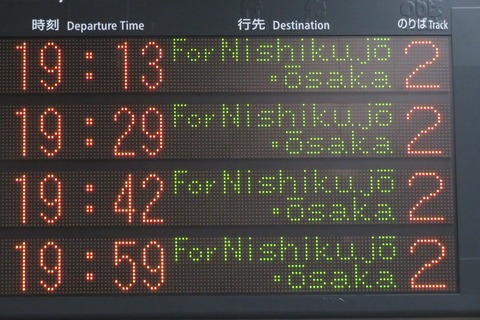 時刻 Departure Time 行先 Destination のりば Track
19:13 For Nishikujō 2
・Ōsaka
19:29 For Nishikujō 2
・Ōsaka
19:42 For Nishikujō 2
・Ōsaka
19:59 For Nishikujō 2
・Ōsaka